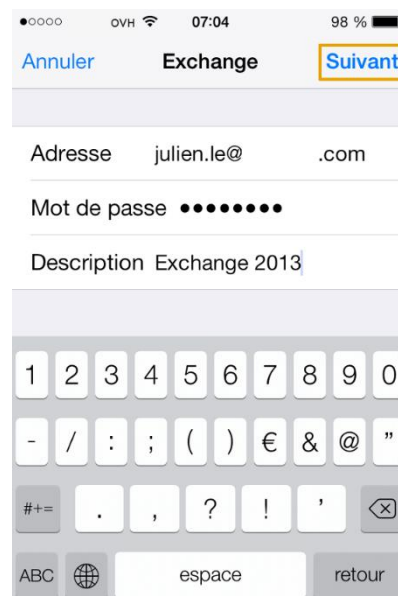 OVH 07:04 98 %
Annuler Exchange Suivant
Adresse julien.le@ .com
Mot de passe ●●●●●●●●
Description Exchange 2013
1 2 3 4 5 6 7 8 9 0
- / : ; ( ) € & @ "
#+= . , ? ! '
ABC espace retour